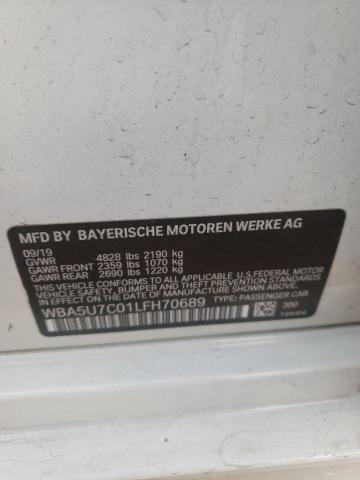 MFD BY BAYERISCHE MOTOREN WERKE AG
09/19
GVWR 4828 lbs 2190 kg
GAWR FRONT 2359 lbs 1070 kg
GAWR REAR 2690 lbs 1220 kg
THIS VEHICLE CONFORMS TO ALL APPLICABLE U.S.FEDERAL MOTOR
VEHICLE SAFETY, BUMPER, AND THEFT PREVENTION STANDARDS IN
EFFECT ON THE DATE OF MANUFACTURE SHOWN ABOVE.
WBA5U7C01LFH70689 TYPE: PASSENGER CAR
300